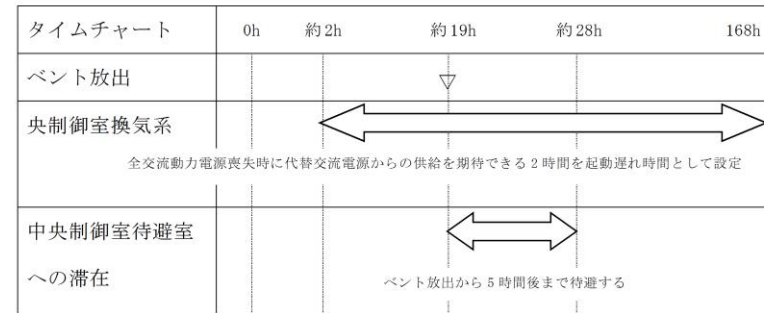 タイムチャート 0h 約2h 約19h 約28h 168h
ベント放出
央制御室換気系
全交流動力電源喪失時に代替交流電源からの供給を期待できる 2 時間を起動遅れ時間として設定
中央制御室待避室
への滞在
ベント放出から 5 時間後まで待避する